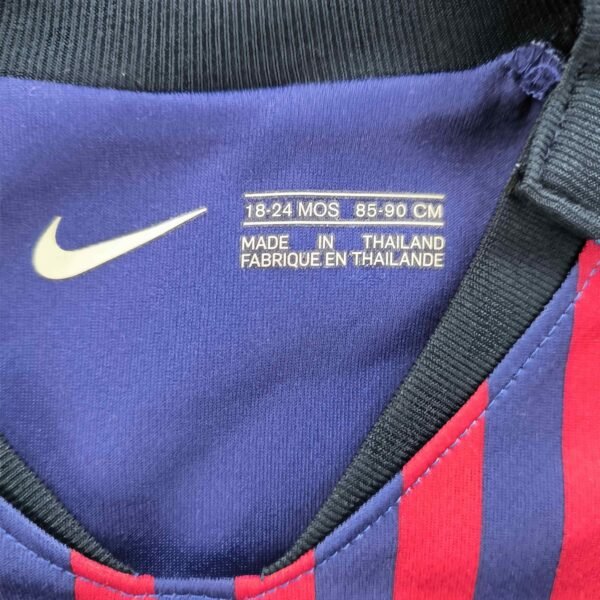 18-24 MOS 85-90 CM
MADE IN THAILAND
FABRIQUE EN THAILANDE